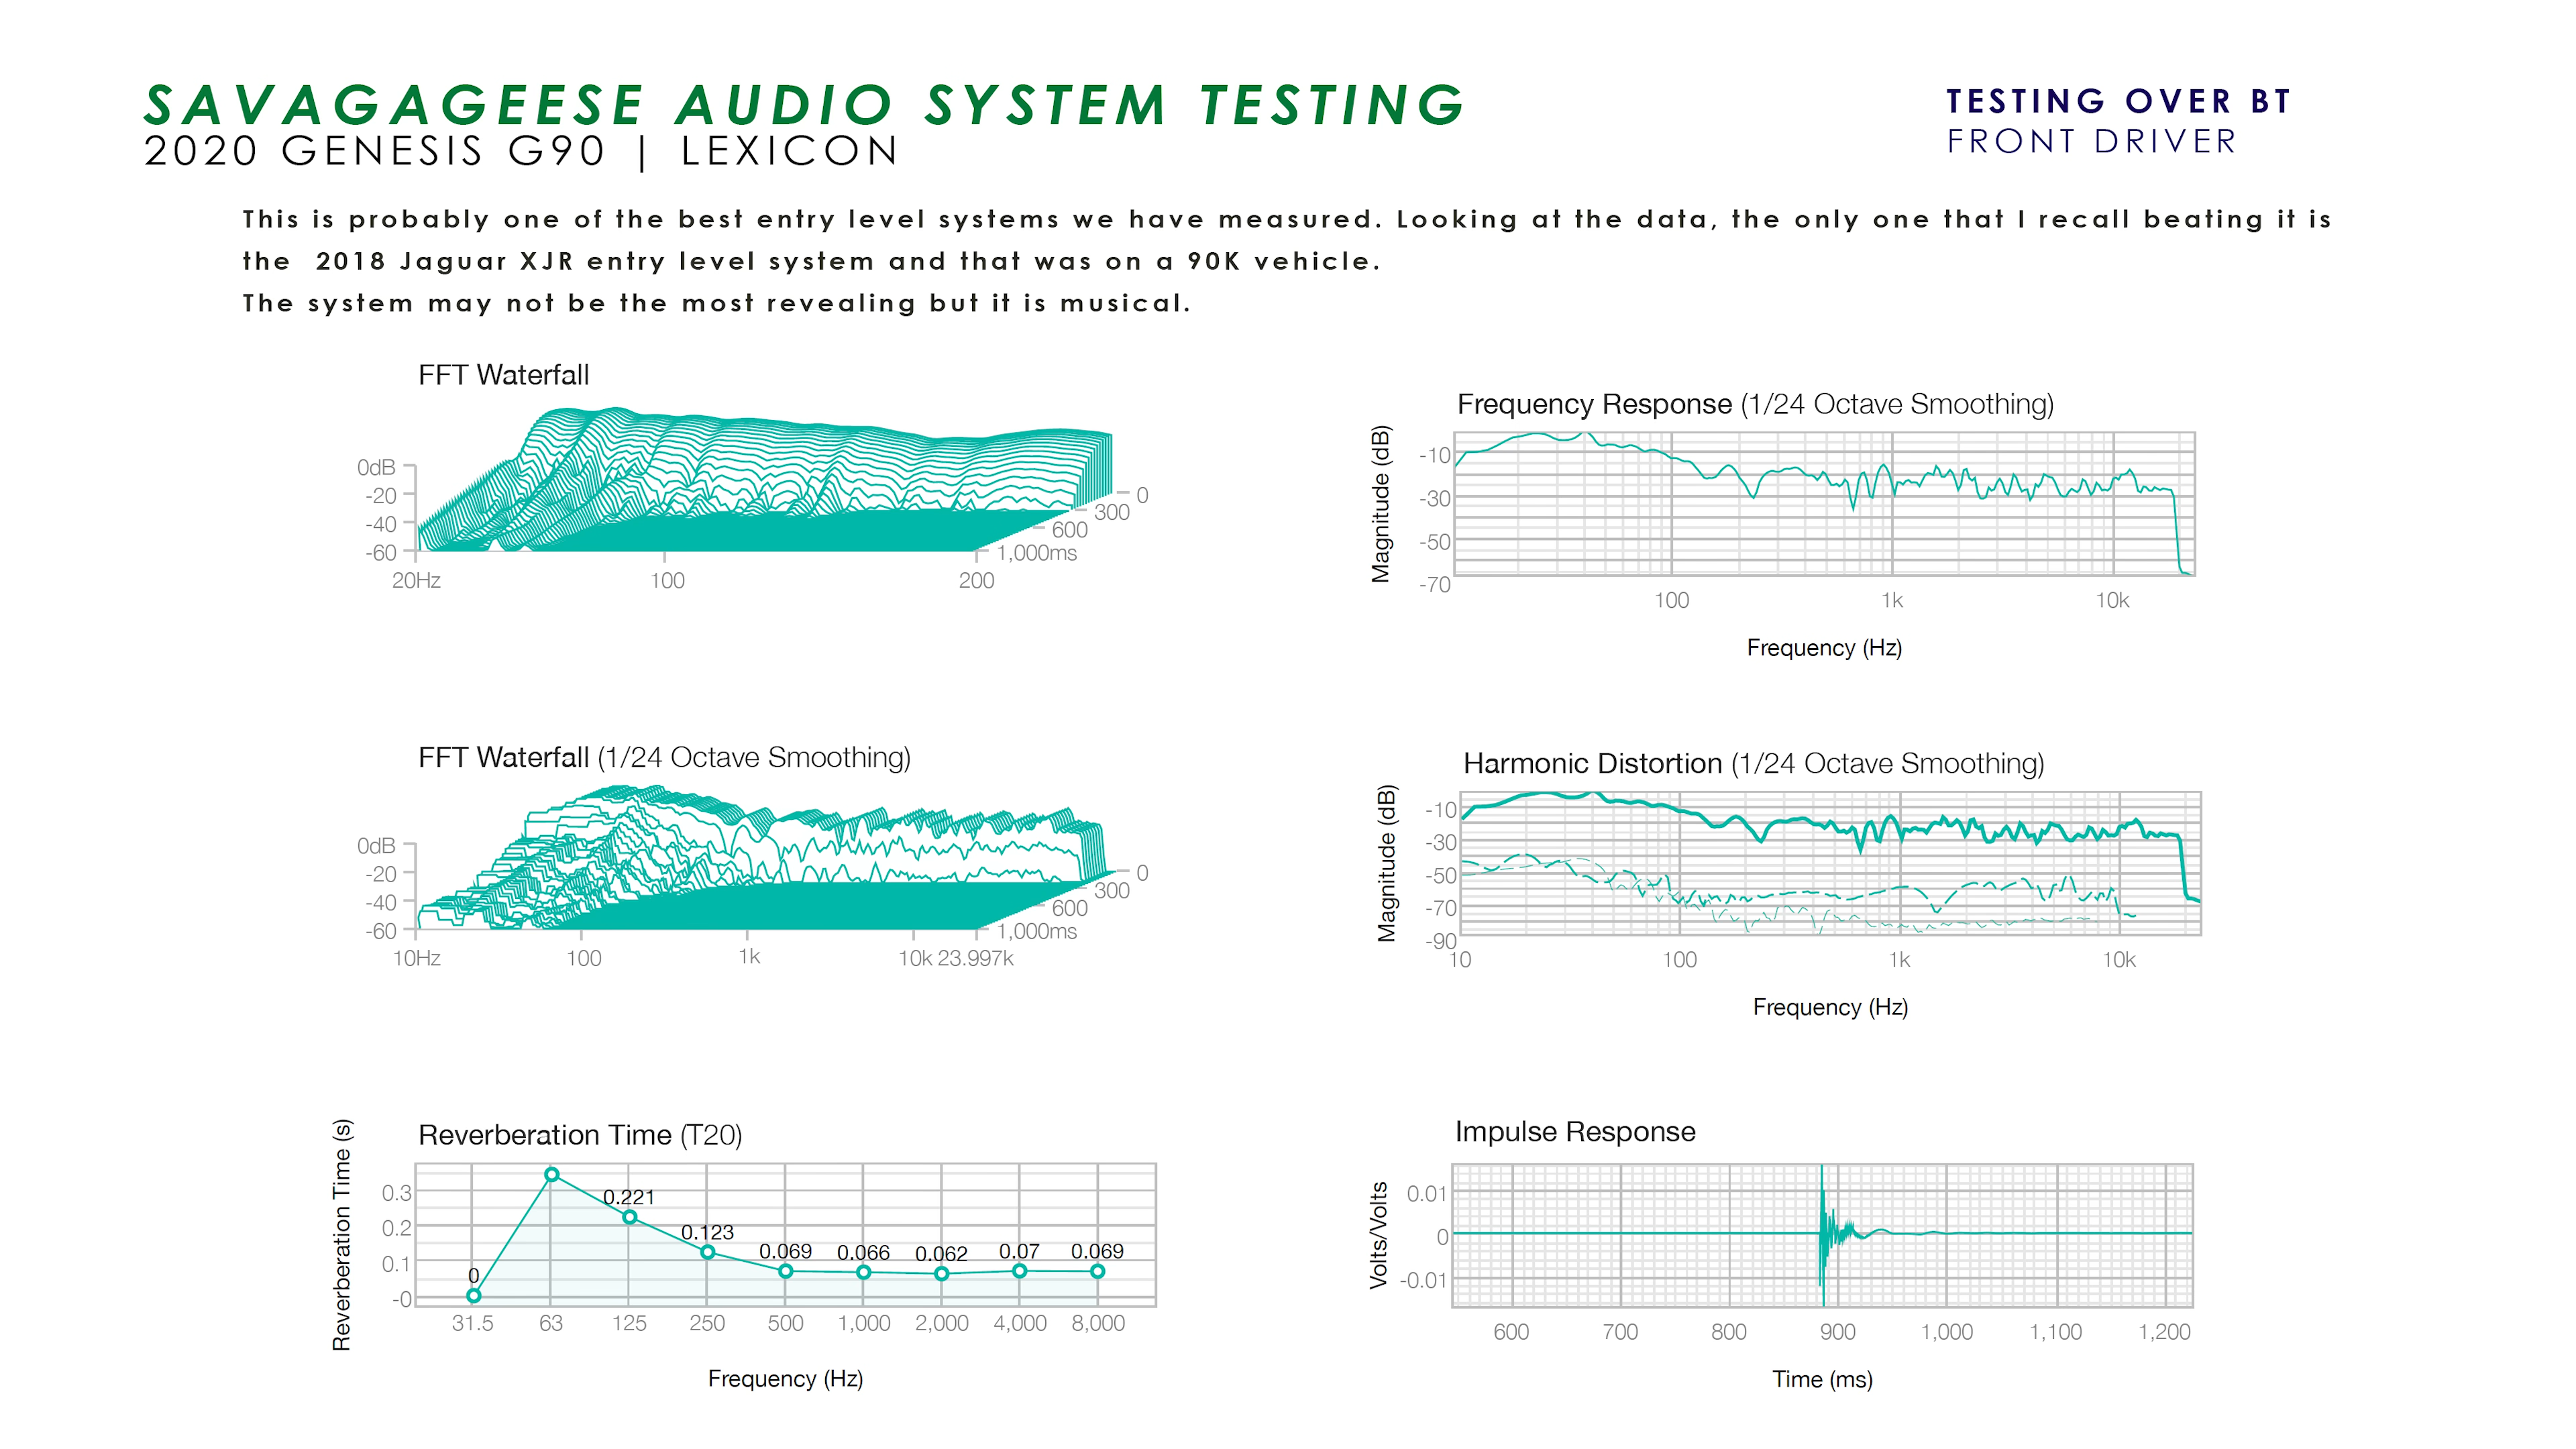 SAVAGAGEESE AUDIO SYSTEM TESTING
2020 GENESIS G90 | LEXICON
TESTING OVER BT
FRONT DRIVER
This is probably one of the best entry level systems we have measured. Looking at the data, the only one that I recall beating it is
the 2018 Jaguar XJR entry level system and that was on a 90K vehicle.
The system may not be the most revealing but it is musical.
FFT Waterfall
0dB
-20
-40
-60
20Hz
100
200
0
300
600
1,000ms
Frequency Response (1/24 Octave Smoothing)
Magnitude (dB)
-10
-30
-50
-70
100
1k
10k
Frequency (Hz)
FFT Waterfall (1/24 Octave Smoothing)
0dB
-20
-40
-60
10Hz
100
1k
10k
23.997k
0
300
600
1,000ms
Harmonic Distortion (1/24 Octave Smoothing)
Magnitude (dB)
-10
-30
-50
-70
-90
10
100
1k
10k
Frequency (Hz)
Reverberation Time (T20)
Reverberation Time (s)
0.3
0.2
0.1
-0
0
0.221
0.123
0.069
0.066
0.062
0.07
0.069
31.5
63
125
250
500
1,000
2,000
4,000
8,000
Frequency (Hz)
Impulse Response
Volts/Volts
0.01
0
-0.01
600
700
800
900
1,000
1,100
1,200
Time (ms)